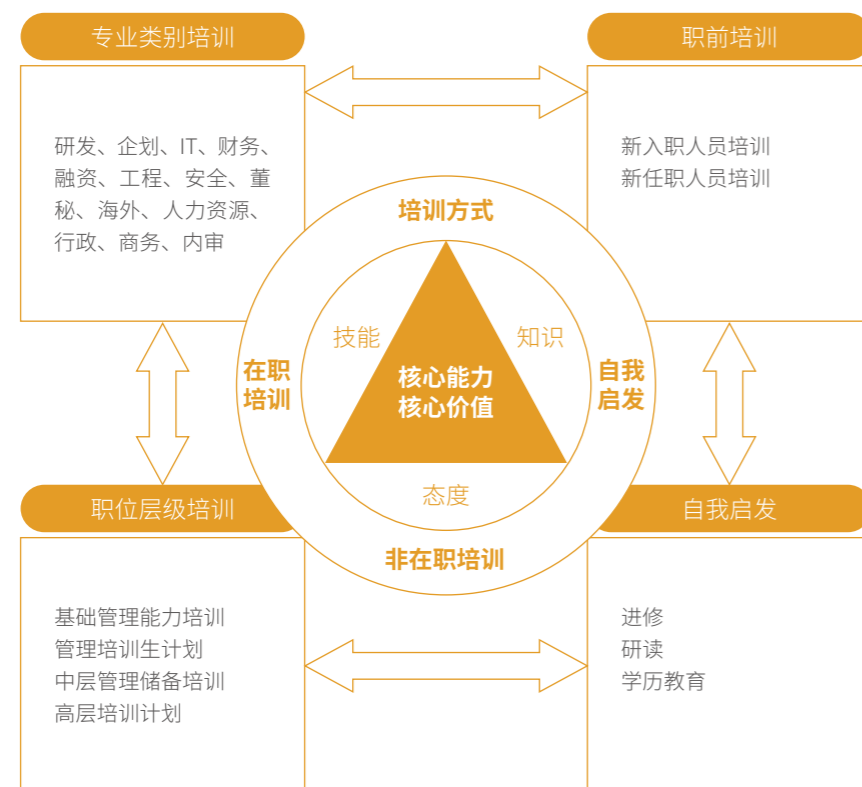 专业类别培训
职前培训
研发、企划、IT、财务、
融资、工程、安全、董
秘、海外、人力资源、
行政、商务、内审
新入职人员培训
新任职人员培训
培训方式
技能
知识
在职
培训
核心能力
核心价值
自我
启发
态度
非在职培训
职位层级培训
自我启发
基础管理能力培训
管理培训生计划
中层管理储备培训
高层培训计划
进修
研读
学历教育